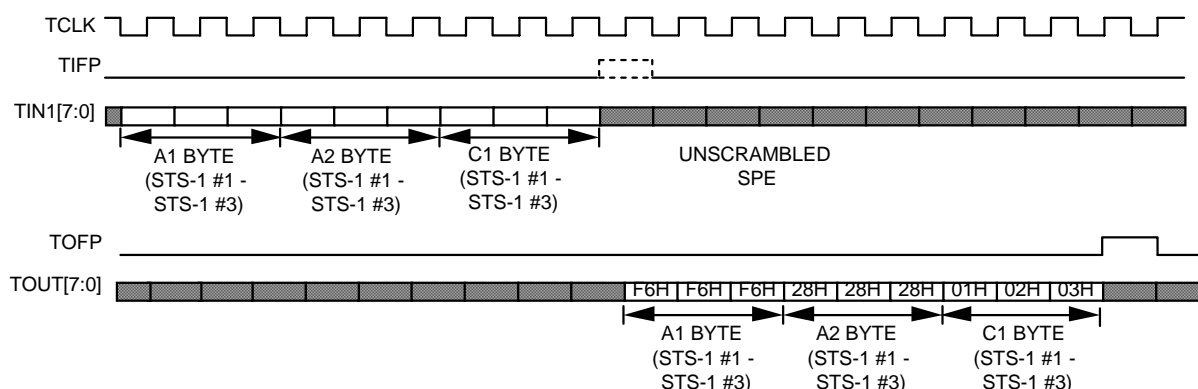 TCLK
TIFP
TIN1[7:0]
A1 BYTE
(STS-1 #1 -
STS-1 #3)
A2 BYTE
(STS-1 #1 -
STS-1 #3)
C1 BYTE
(STS-1 #1 -
STS-1 #3)
UNSCRAMBLED
SPE
TOFP
TOUT[7:0]
F6H F6H F6H 28H 28H 28H 01H 02H 03H
A1 BYTE
(STS-1 #1 -
STS-1 #3)
A2 BYTE
(STS-1 #1 -
STS-1 #3)
C1 BYTE
(STS-1 #1 -
STS-1 #3)